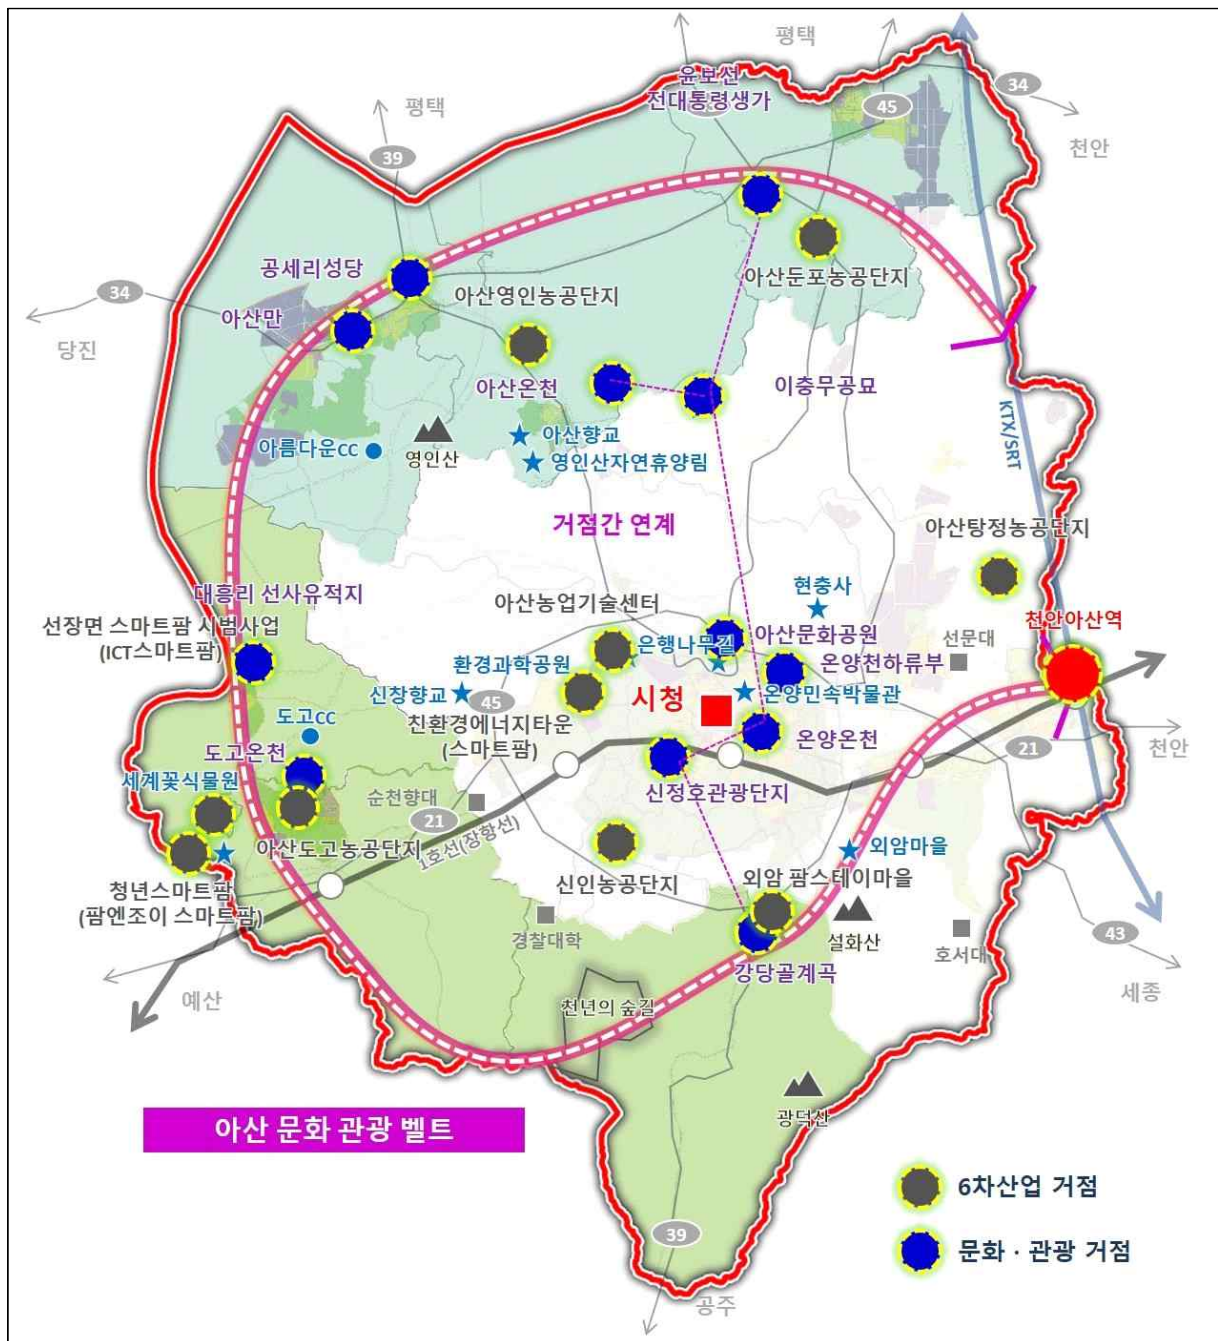 평택
평택
윤보선
전대통령생가
34
45
39
천안
공세리성당
34
아산만
당진
아산영인농공단지
아산둔포농공단지
아산온천
이충무공묘
아름다운CC
영인산
아산향교
영인산자연휴양림
KTX/SRT
거점간 연계
아산탕정농공단지
대흥리 선사유적지
선장면 스마트팜 시범사업
(ICT스마트팜)
아산농업기술센터
현충사
아산문화공원
선문대
천안아산역
은행나무길
환경과학공원
온양천하류부
신창향교
45
시청
온양민속박물관
친환경에너지타운
(스마트팜)
도고CC
도고온천
온양온천
21
천안
세계꽃식물원
순천향대
21
1호선(장항선)
신정호관광단지
아산도고농공단지
외암마을
청년스마트팜
(팜엔조이 스마트팜)
신인농공단지
외암 팜스테이마을
경찰대학
설화산
호서대
43
강당골계곡
세종
예산
천년의 숲길
광덕산
아산 문화 관광 벨트
6차산업 거점
39
문화 · 관광 거점
공주